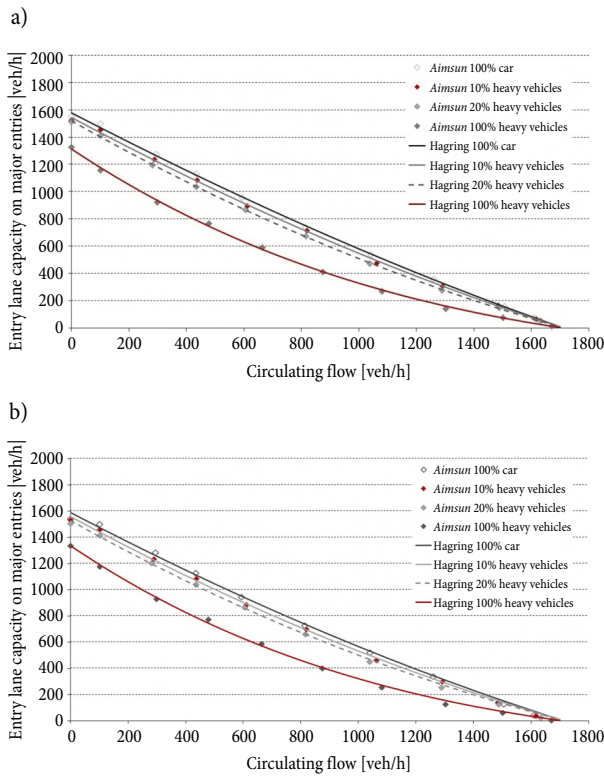 a)
Entry lane capacity on major entries |veh/h|
2000
1800
1600
1400
1200
1000
800
600
400
200
0
Aimsun 100% car
Aimsun 10% heavy vehicles
Aimsun 20% heavy vehicles
Aimsun 100% heavy vehicles
Hagring 100% car
Hagring 10% heavy vehicles
Hagring 20% heavy vehicles
Hagring 100% heavy vehicles
0 200 400 600 800 1000 1200 1400 1600 1800
Circulating flow [veh/h]
b)
Entry lane capacity on major entries |veh/h|
2000
1800
1600
1400
1200
1000
800
600
400
200
0
Aimsun 100% car
Aimsun 10% heavy vehicles
Aimsun 20% heavy vehicles
Aimsun 100% heavy vehicles
Hagring 100% car
Hagring 10% heavy vehicles
Hagring 20% heavy vehicles
Hagring 100% heavy vehicles
0 200 400 600 800 1000 1200 1400 1600 1800
Circulating flow [veh/h]